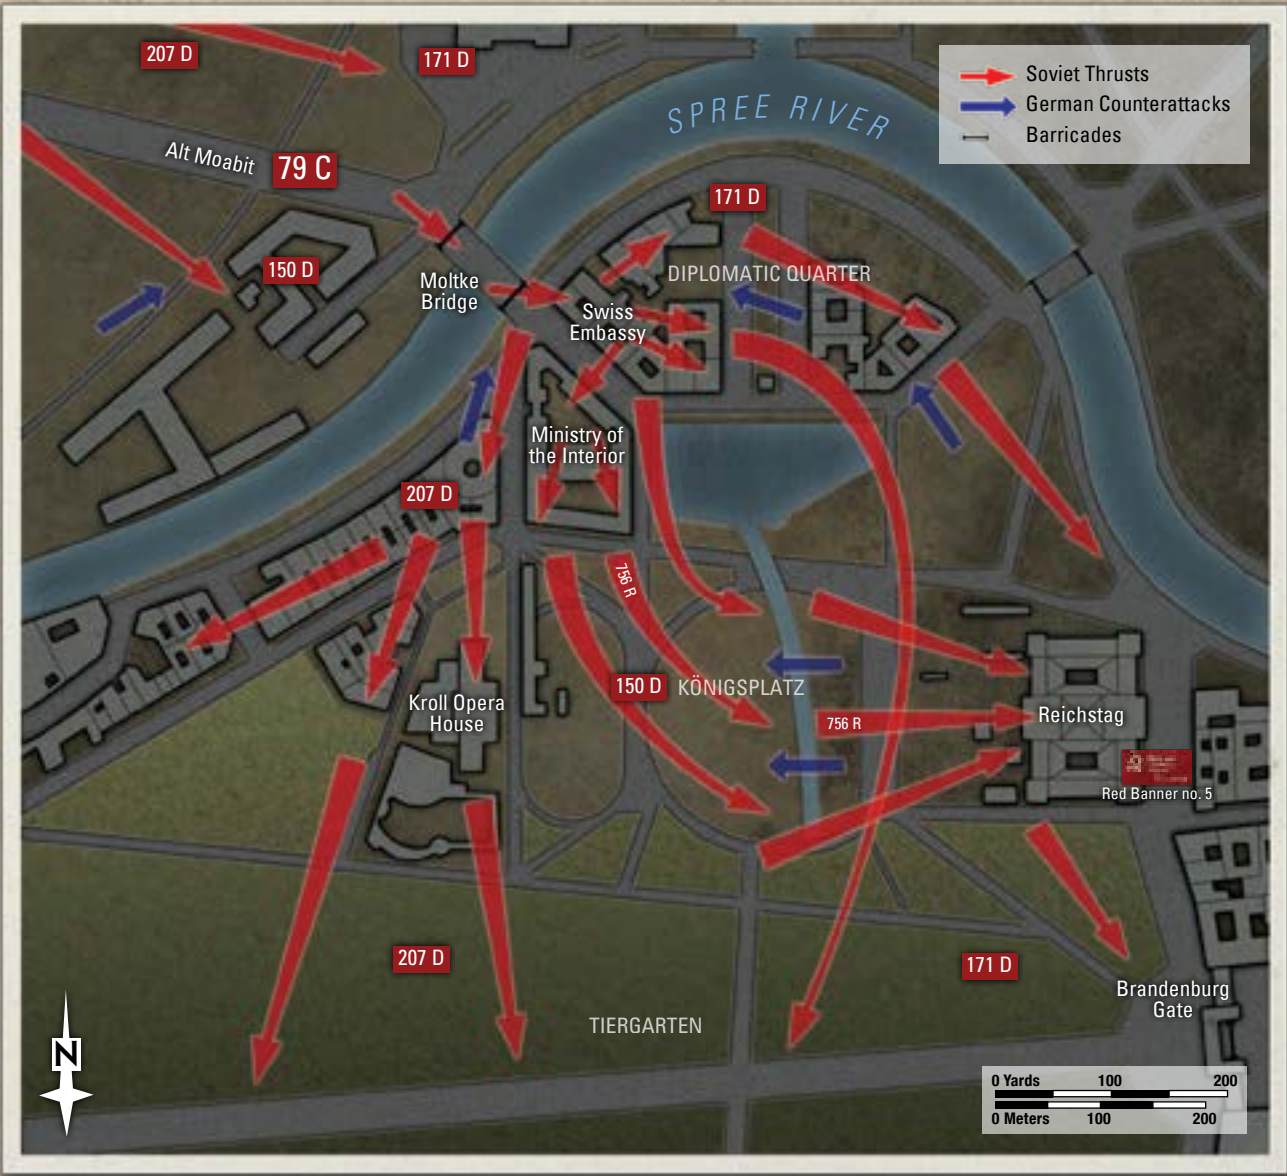 207 D
171 D
Soviet Thrusts
German Counterattacks
Barricades
SPREE RIVER
Alt Moabit
79 C
171 D
150 D
DIPLOMATIC QUARTER
Moltke
Bridge
Swiss
Embassy
Ministry of
the Interior
207 D
756 R
150 D
KÖNIGSPLATZ
Kroll Opera
House
756 R
Reichstag
Red Banner no. 5
207 D
171 D
Brandenburg
Gate
TIERGARTEN
N
0 Yards 100 200
0 Meters 100 200